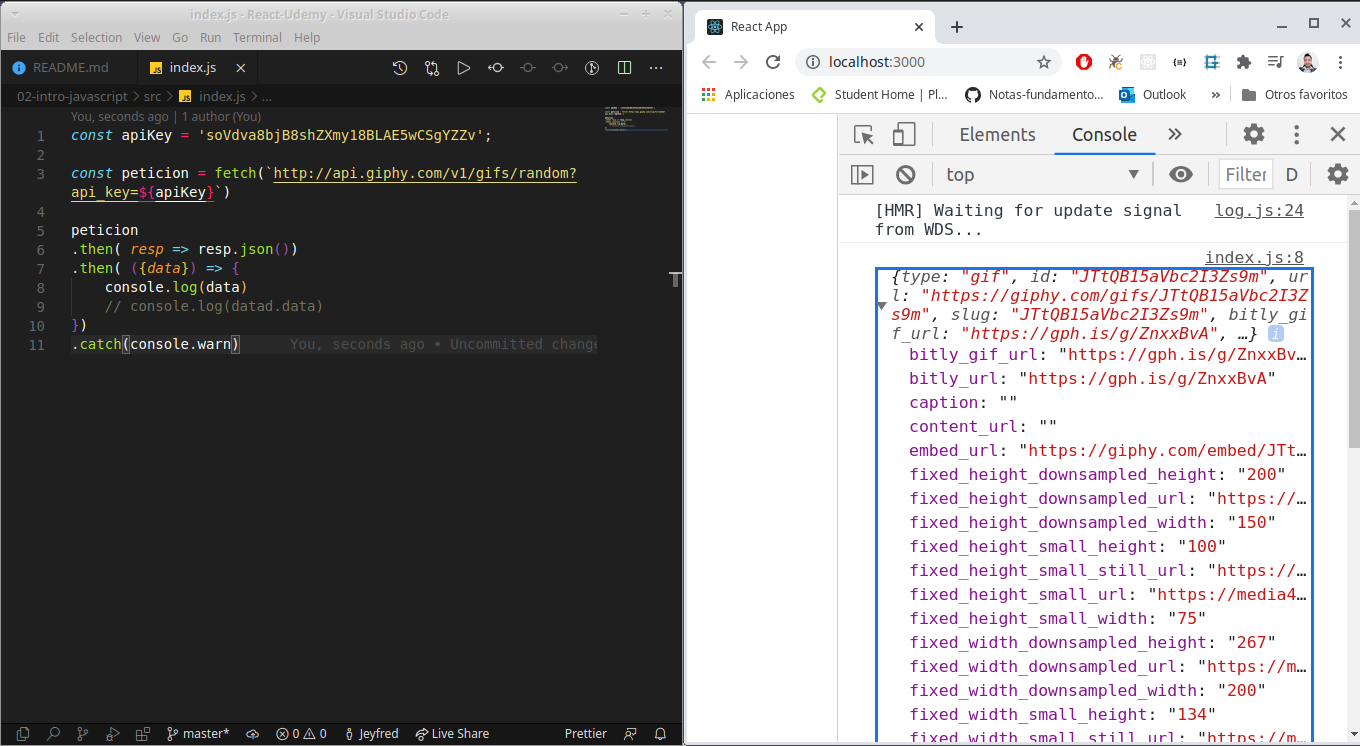 index.js - React-Udemy - Visual Studio Code
File Edit Selection View Go Run Terminal Help
README.md
JS index.js
02-intro-javascript > src > JS index.js > ...
You, seconds ago | 1 author (You)
1 const apiKey = 'soVdva8bjB8shZXmy18BLAE5wCSgYZZv';
2
3 const peticion = fetch(`http://api.giphy.com/v1/gifs/random?
api_key=${apiKey}`)
4
5 peticion
6 .then( resp => resp.json())
7 .then( ({data}) => {
8 console.log(data)
9 // console.log(datad.data)
10 })
11 .catch(console.warn) You, seconds ago • Uncommitted change
master* 0 0 Jeyfred Live Share Prettier
React App
localhost:3000
Aplicaciones Student Home | Pl... Notas-fundamento... Outlook » Otros favoritos
Elements Console »
top Filter D
[HMR] Waiting for update signal log.js:24
from WDS...
index.js:8
{type: "gif", id: "JTtQB15aVbc2I3Zs9m", ur
l: "https://giphy.com/gifs/JTtQB15aVbc2I3Z
s9m", slug: "JTtQB15aVbc2I3Zs9m", bitly_gi
f_url: "https://gph.is/g/ZnxxBvA", …} i
bitly_gif_url: "https://gph.is/g/ZnxxBv…
bitly_url: "https://gph.is/g/ZnxxBvA"
caption: ""
content_url: ""
embed_url: "https://giphy.com/embed/JTt…
fixed_height_downsampled_height: "200"
fixed_height_downsampled_url: "https://…
fixed_height_downsampled_width: "150"
fixed_height_small_height: "100"
fixed_height_small_still_url: "https://…
fixed_height_small_url: "https://media4…
fixed_height_small_width: "75"
fixed_width_downsampled_height: "267"
fixed_width_downsampled_url: "https://m…
fixed_width_downsampled_width: "200"
fixed_width_small_height: "134"
fixed_width_small_still_url: "https://m…